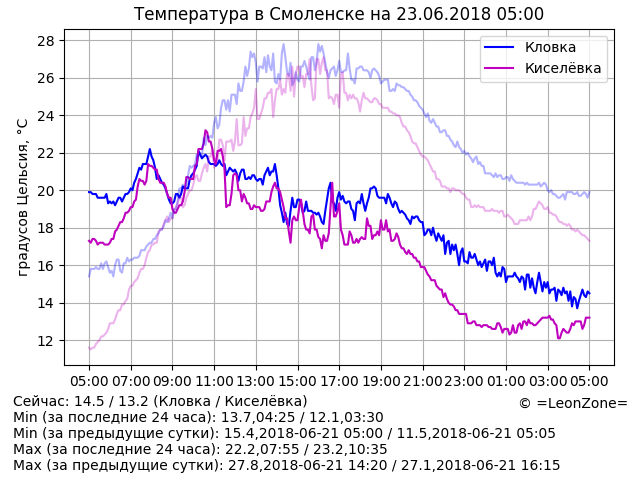 Температура в Смоленске на 23.06.2018 05:00
Кловка
Киселёвка
градусов Цельсия, °C
28
26
24
22
20
18
16
14
12
05:00 07:00 09:00 11:00 13:00 15:00 17:00 19:00 21:00 23:00 01:00 03:00 05:00
Сейчас: 14.5 / 13.2 (Кловка / Киселёвка)
© =LeonZone=
Min (за последние 24 часа): 13.7,04:25 / 12.1,03:30
Min (за предыдущие сутки): 15.4,2018-06-21 05:00 / 11.5,2018-06-21 05:05
Max (за последние 24 часа): 22.2,07:55 / 23.2,10:35
Max (за предыдущие сутки): 27.8,2018-06-21 14:20 / 27.1,2018-06-21 16:15